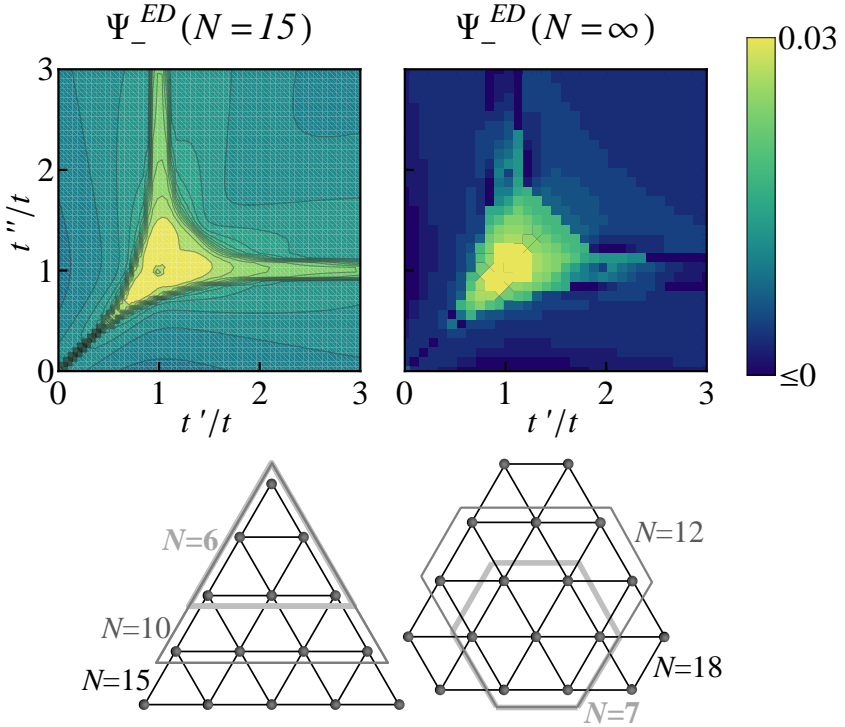 Ψ_^ED (N = 15)
Ψ_^ED (N = ∞)
3
2
1
0
0 1 2 3
t''/t
t'/t
0 1 2 3
t'/t
0.03
≤0
N=6
N=10
N=15
N=12
N=18
N=7